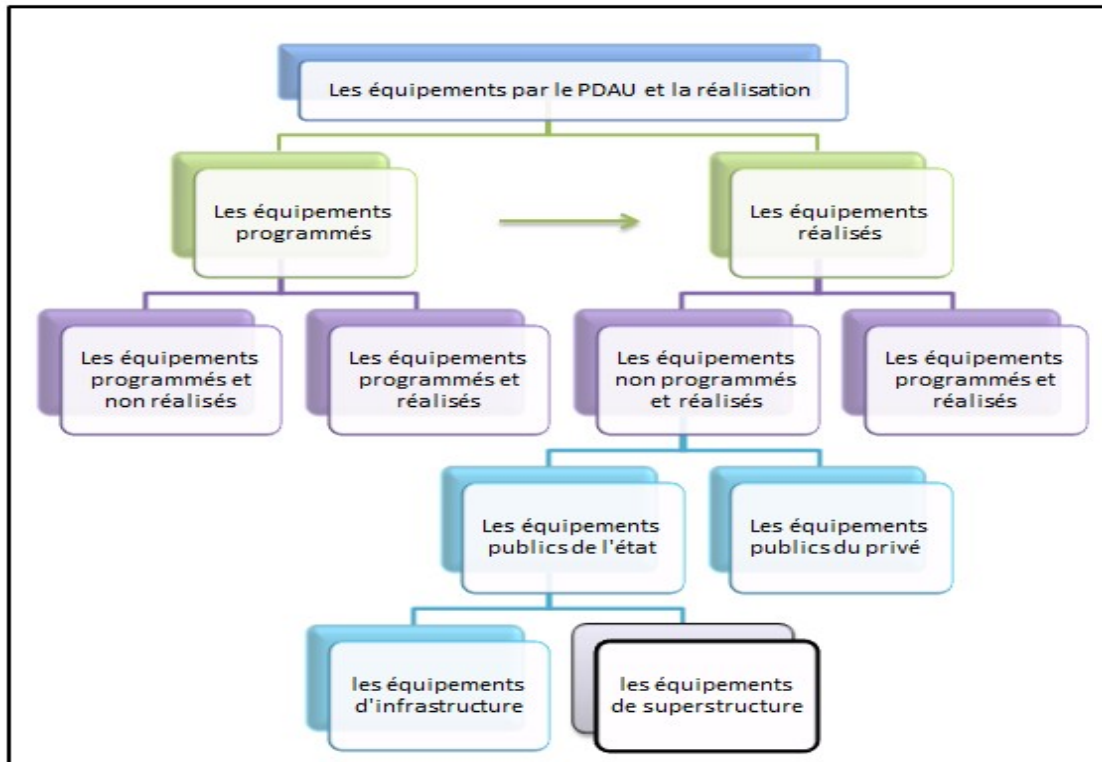 Les équipements par le PDAU et la réalisation
Les équipements
programmés
Les équipements
réalisés
Les équipements
programmés et
non réalisés
Les équipements
programmés et
réalisés
Les équipements
non programmés
et réalisés
Les équipements
programmés et
réalisés
Les équipements
publics de l'état
Les équipements
publics du privé
les équipements
d'infrastructure
les équipements
de superstructure